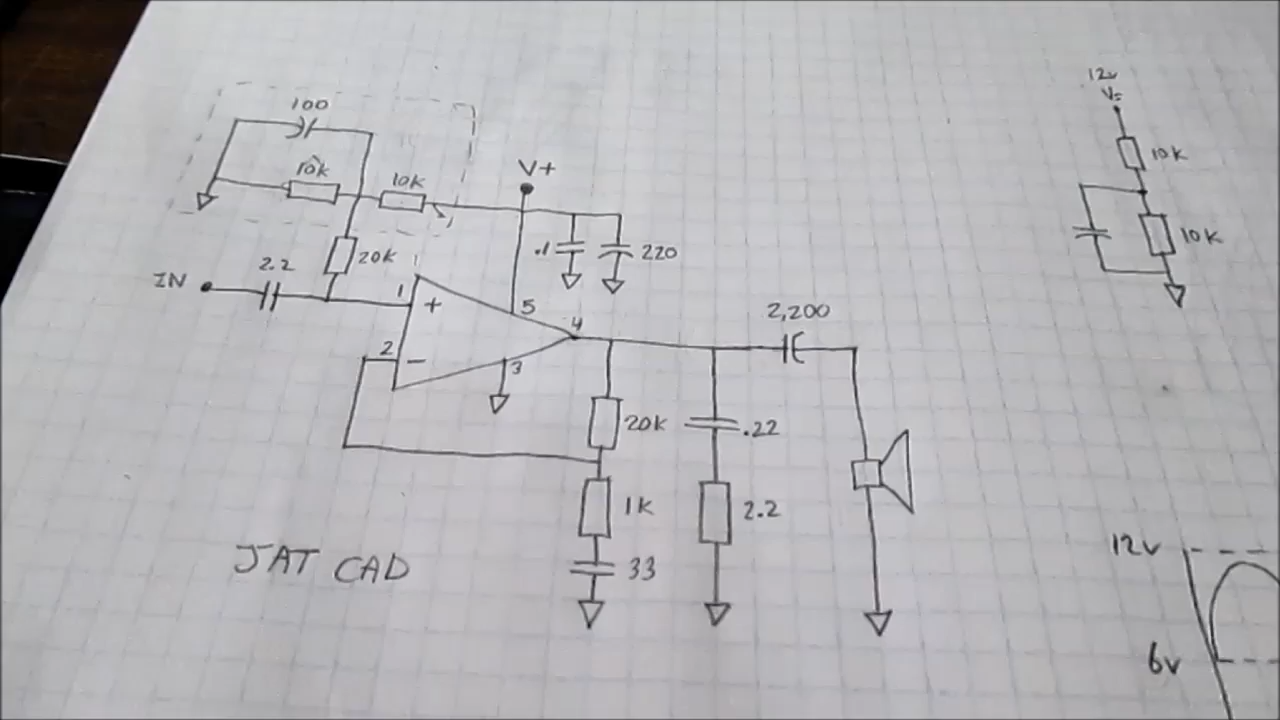 100
10k
10k
V+
.1
220
20k
2.2
IN
1
+
5
4
2
-
3
2,200
20k
.22
1k
2.2
33
JAT CAD
12v
V=
10k
10k
12v
6v